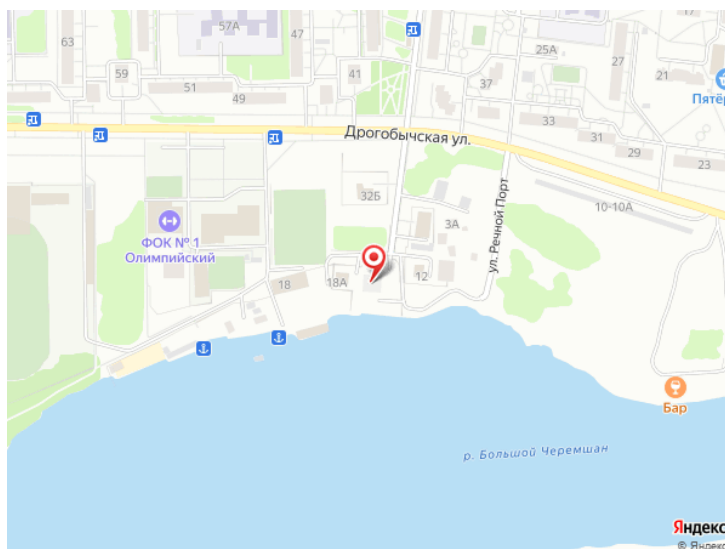 57А
47
17
63
25А
59
41
37
21
51
49
Пятёр
33
31
Дрогобычская ул.
29
23
32Б
10-10А
3А
ФОК № 1
Олимпийский
ул. Речной Порт
18
18А
12
Бар
р. Большой Черемшан
Яндекс
© Яндекс